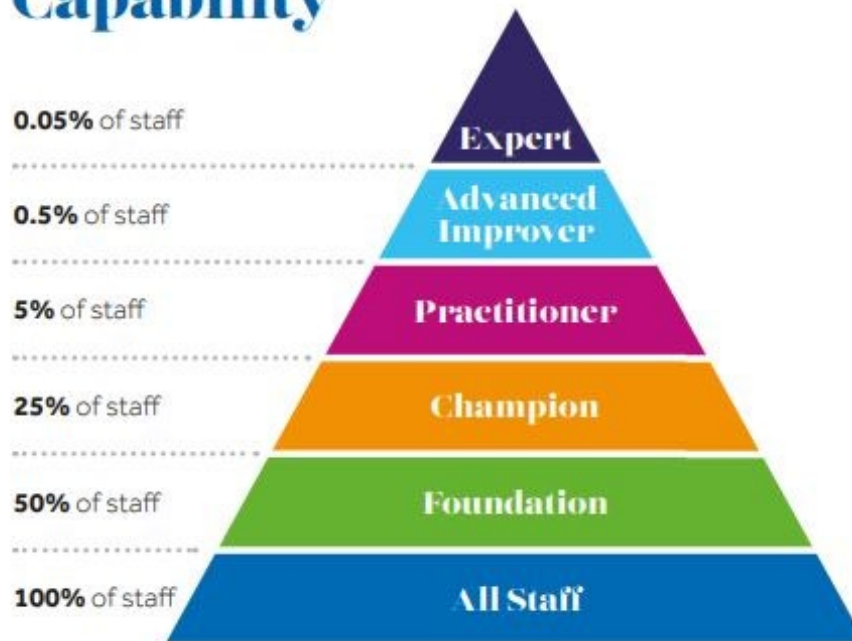 Capability
0.05% of staff
Expert
0.5% of staff
Advanced
Improver
5% of staff
Practitioner
25% of staff
Champion
50% of staff
Foundation
100% of staff
All Staff